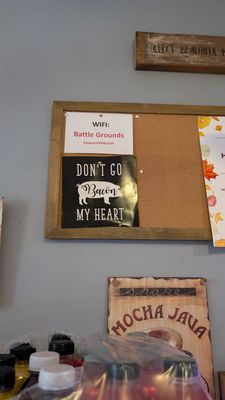 COLLECT BEAUTIFUL
WIFI:
Battle Grounds
DON'T GO
Bacon
MY HEART
MOCHA JAVA